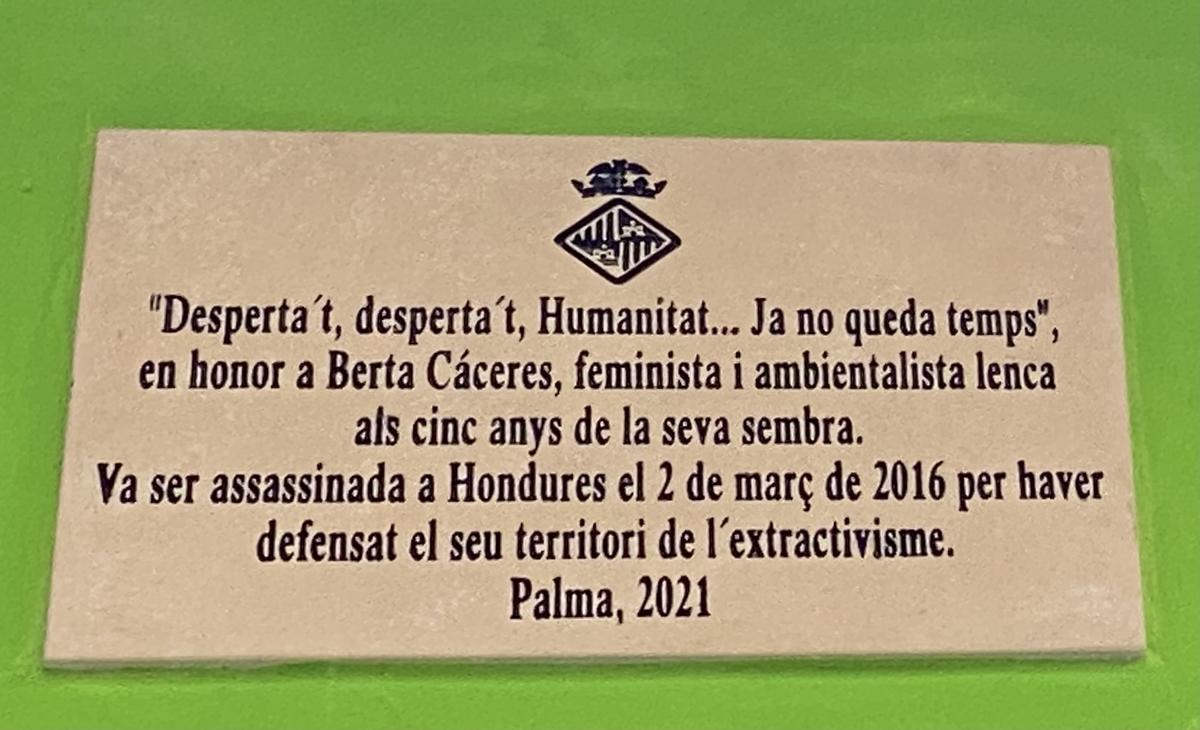 "Desperta´t, desperta´t, Humanitat... Ja no queda temps",
en honor a Berta Cáceres, feminista i ambientalista lenca
als cinc anys de la seva sembra.
Va ser assassinada a Hondures el 2 de març de 2016 per haver
defensat el seu territori de l´extractivisme.
Palma, 2021